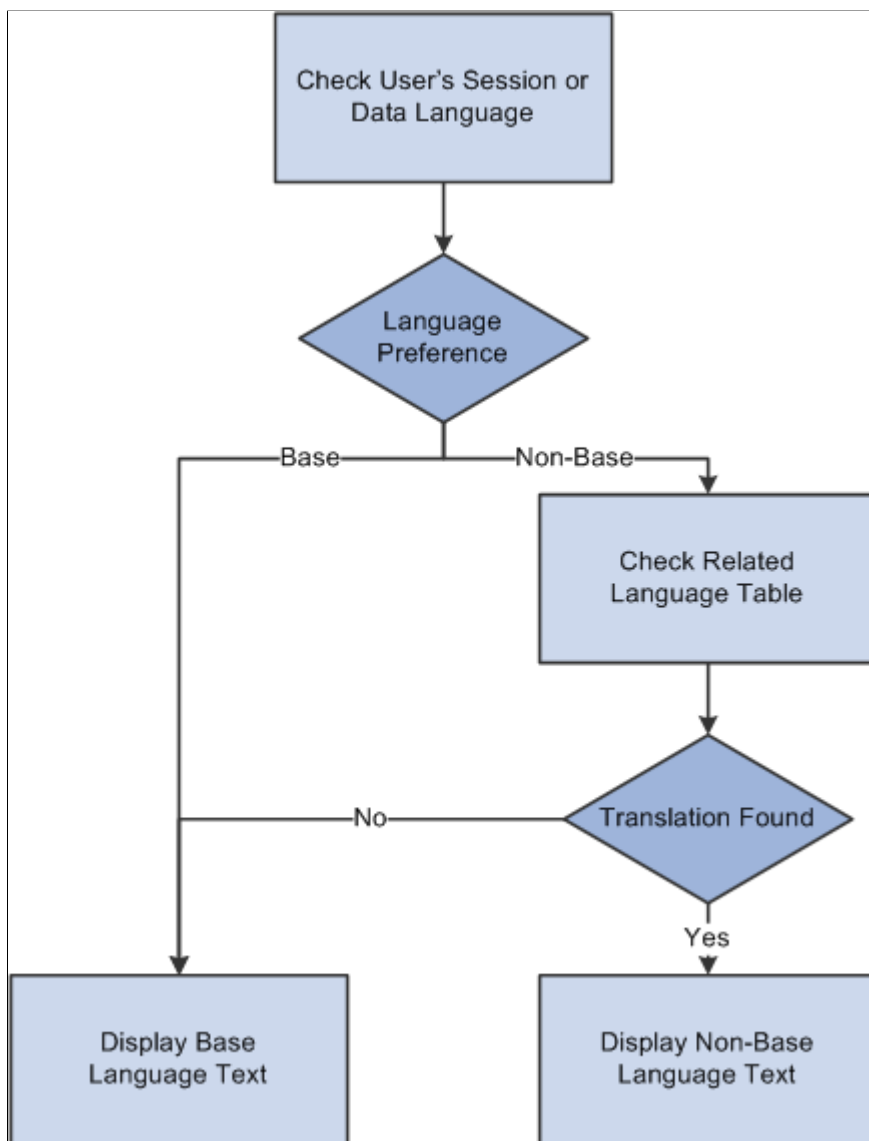 Check User's Session or
Data Language
Language
Preference
Base
Non-Base
Check Related
Language Table
No
Translation Found
Yes
Display Base
Language Text
Display Non-Base
Language Text